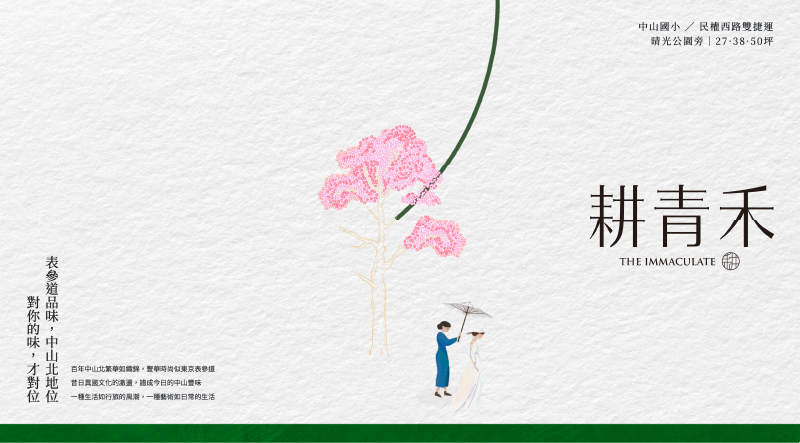 中山國小 ／ 民權西路雙捷運
晴光公園旁｜27·38·50坪
耕青禾
THE IMMACULATE
表參道品味，中山北地位
對你的味，才對位
百年中山北繁華如織錦，聲華時尚似東京表參道
昔日異國文化的激盪，譜成今日的中山豐味
一種生活如行旅的風潮，一種藝術如日常的生活